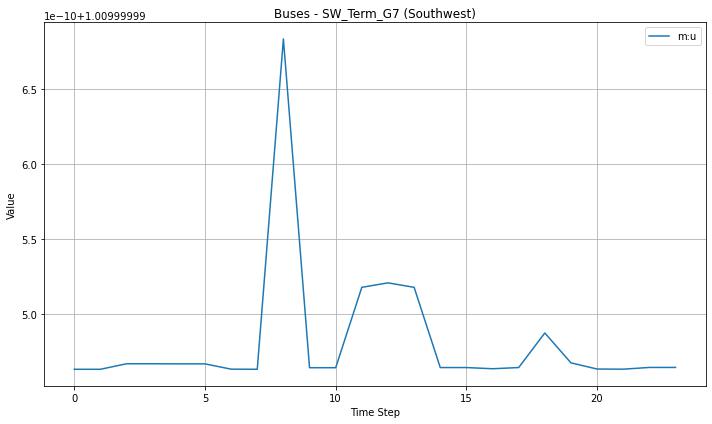 Buses - SW_Term_G7 (Southwest)
1e−10+1.00999999
m:u
6.5
6.0
5.5
5.0
Value
0 5 10 15 20
Time Step